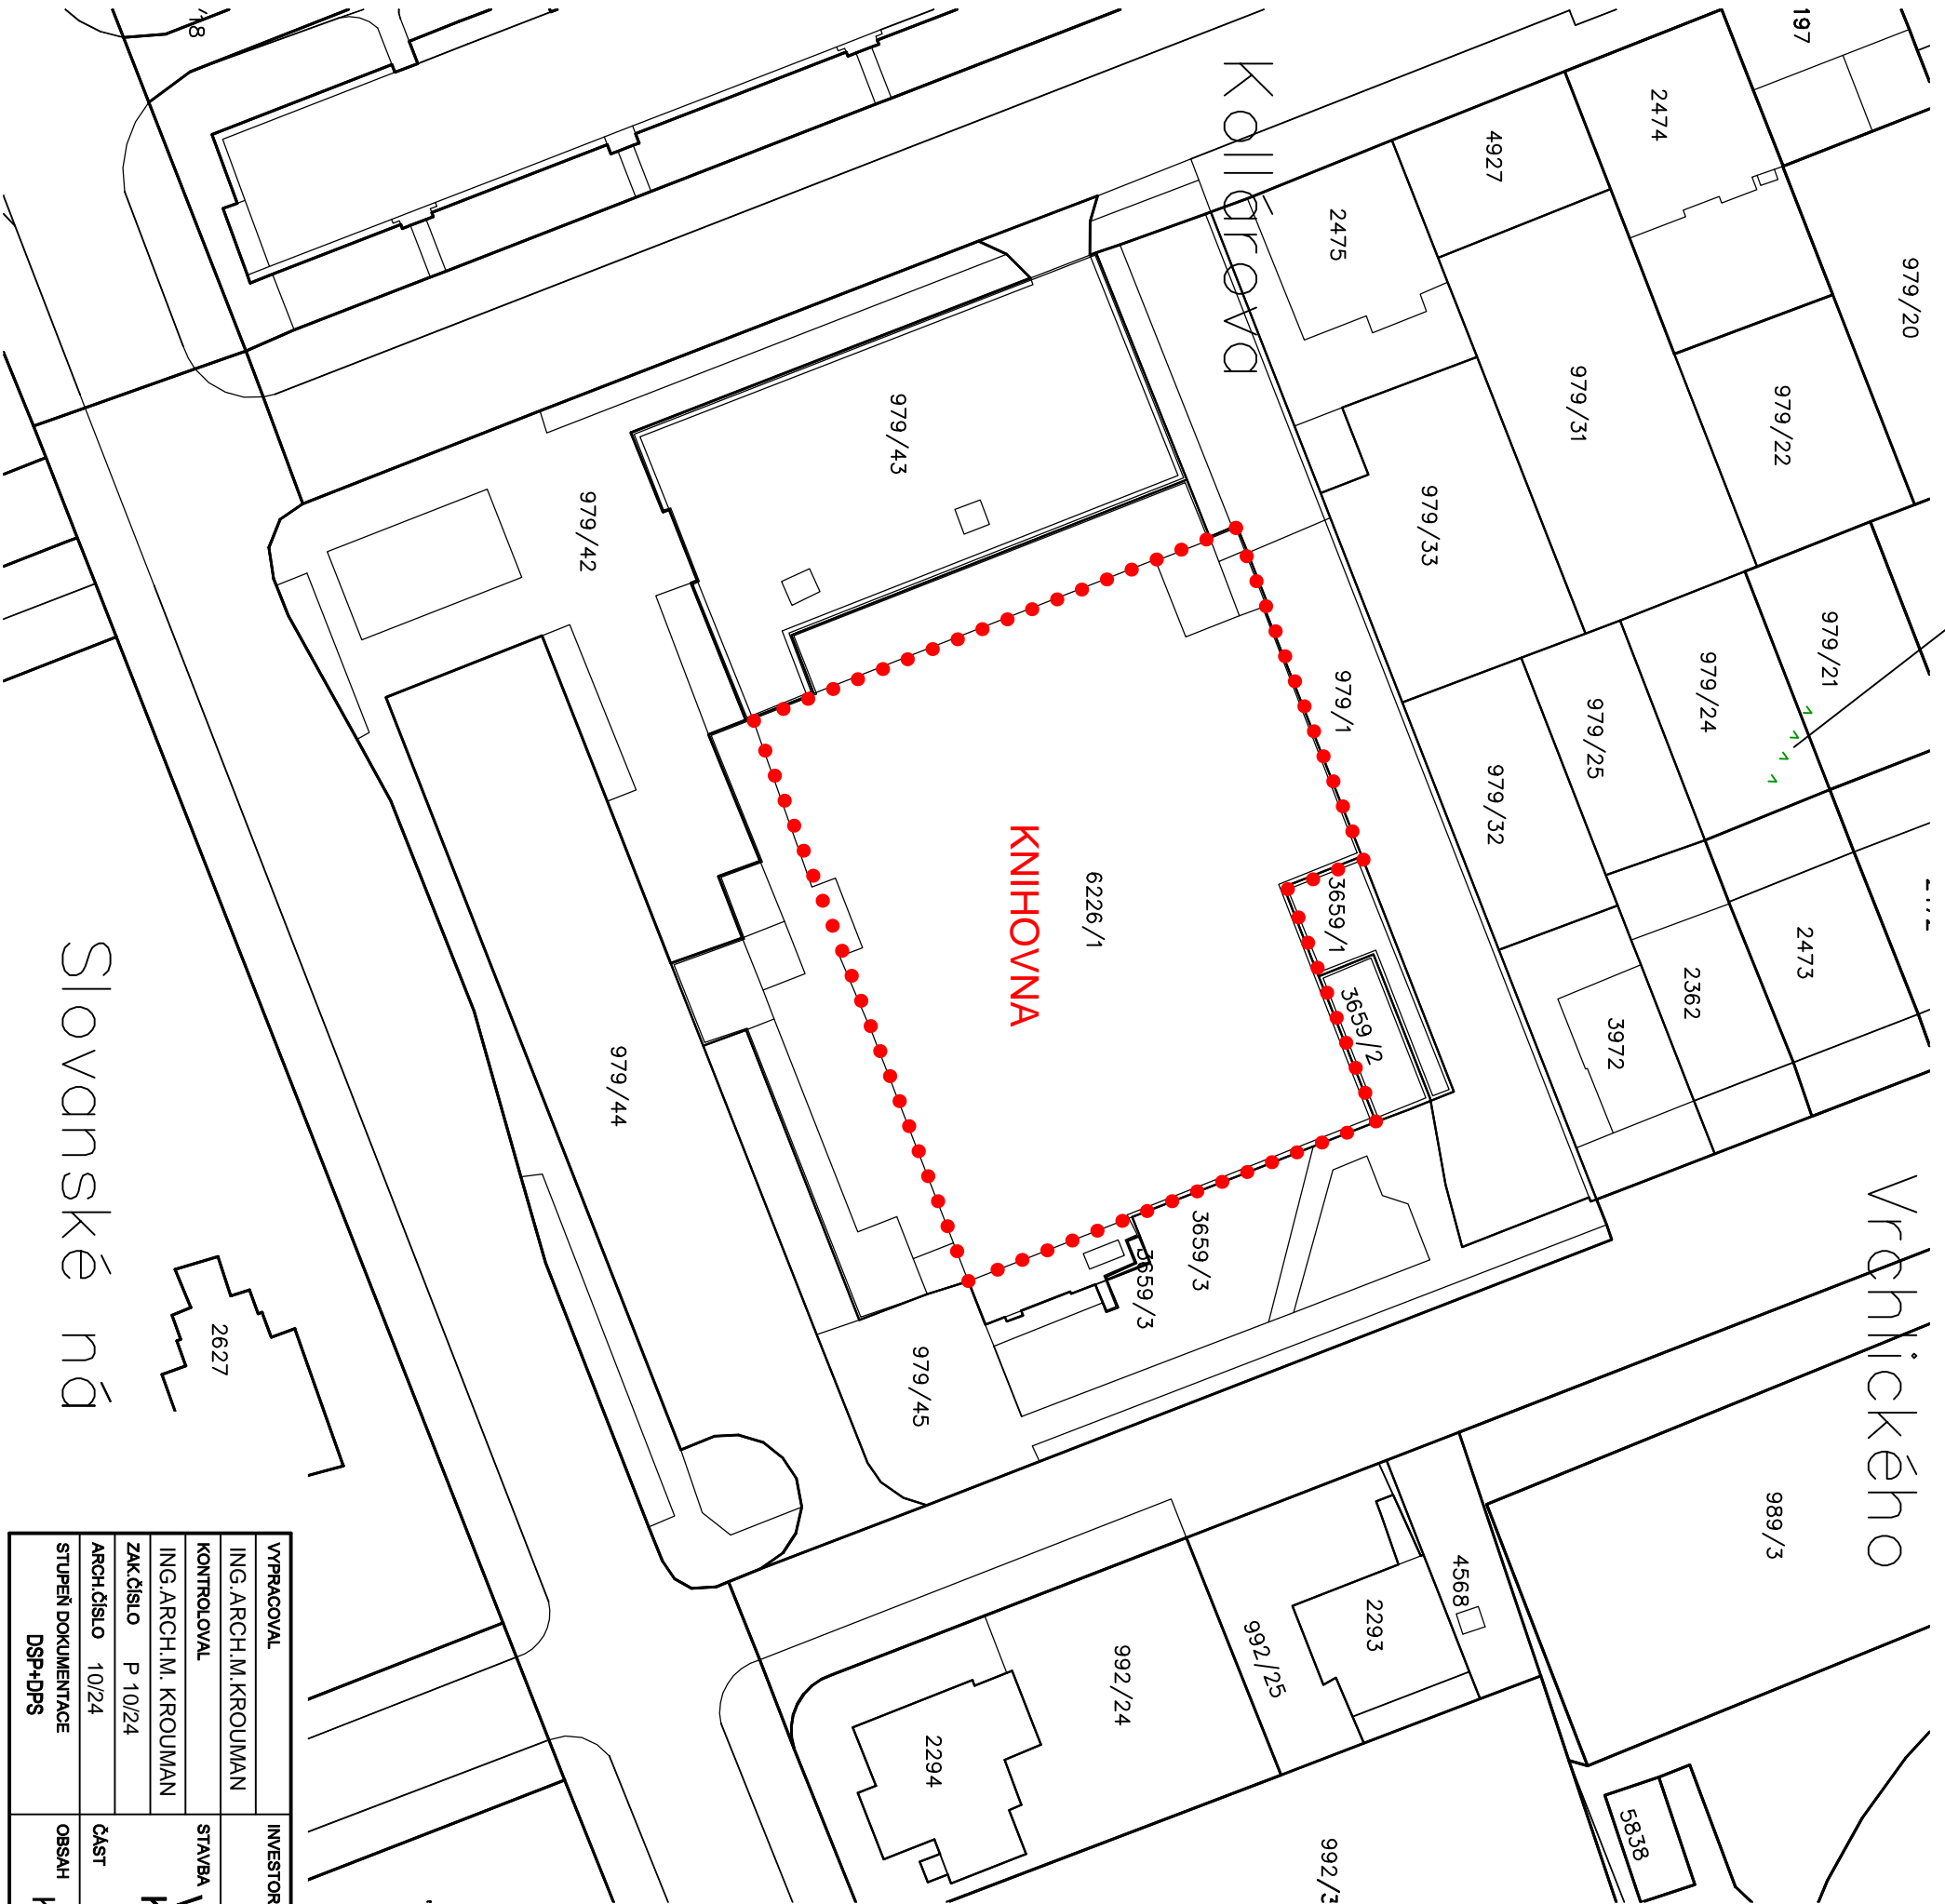 197
2474
4927
2475
979/20
979/22
979/31
979/33
979/21
979/24
979/25
979/32
979/1
2473
2362
3972
Kollárova
979/43
979/42
KNIHOVNA
6226/1
3659/1
3659/2
3659/3
3659/3
979/44
979/45
Slovanské ná
2627
Vrchlického
989/3
4568
2293
992/25
992/24
2294
992/3
5838
VYPRACOVAL
ING.ARCH.M.KROUMAN
KONTROLOVAL
ING.ARCH.M. KROUMAN
ZAK.ČÍSLO P 10/24
ARCH.ČÍSLO 10/24
STUPEŇ DOKUMENTACE
DSP+DPS
INVESTOR
STAVBA
ČÁST
OBSAH